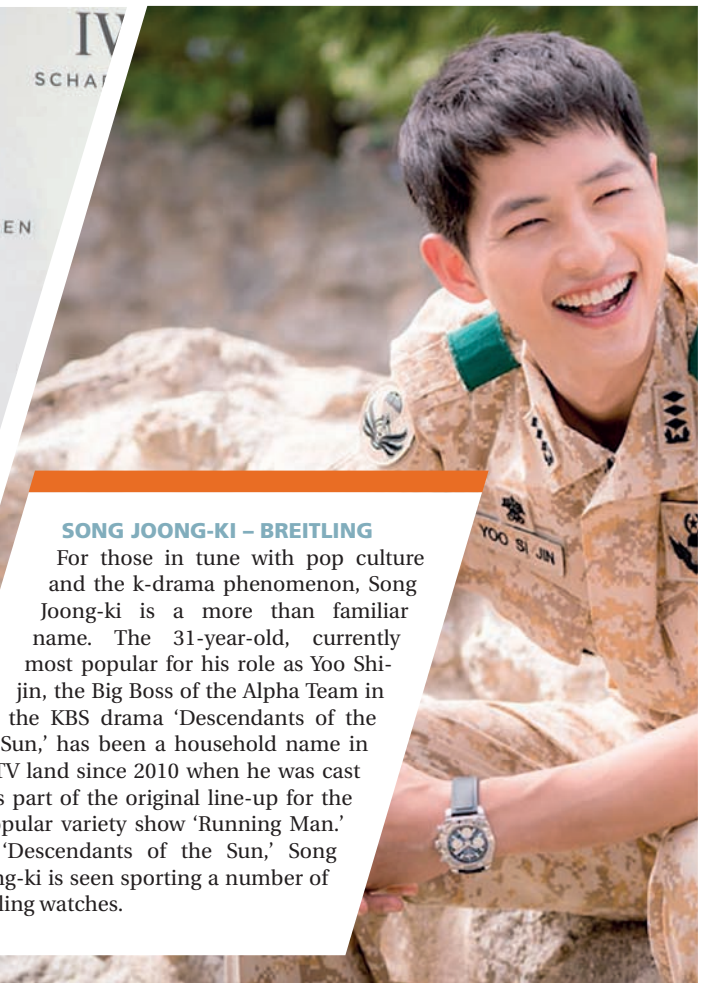 IW
SCHAF
EN
YOO SI JIN
SONG JOONG-KI – BREITLING
For those in tune with pop culture
and the k-drama phenomenon, Song
Joong-ki is a more than familiar
name. The 31-year-old, currently
most popular for his role as Yoo Shi-
jin, the Big Boss of the Alpha Team in
the KBS drama ‘Descendants of the
Sun,’ has been a household name in
TV land since 2010 when he was cast
s part of the original line-up for the
opular variety show ‘Running Man.’
‘Descendants of the Sun,’ Song
ng-ki is seen sporting a number of
ling watches.